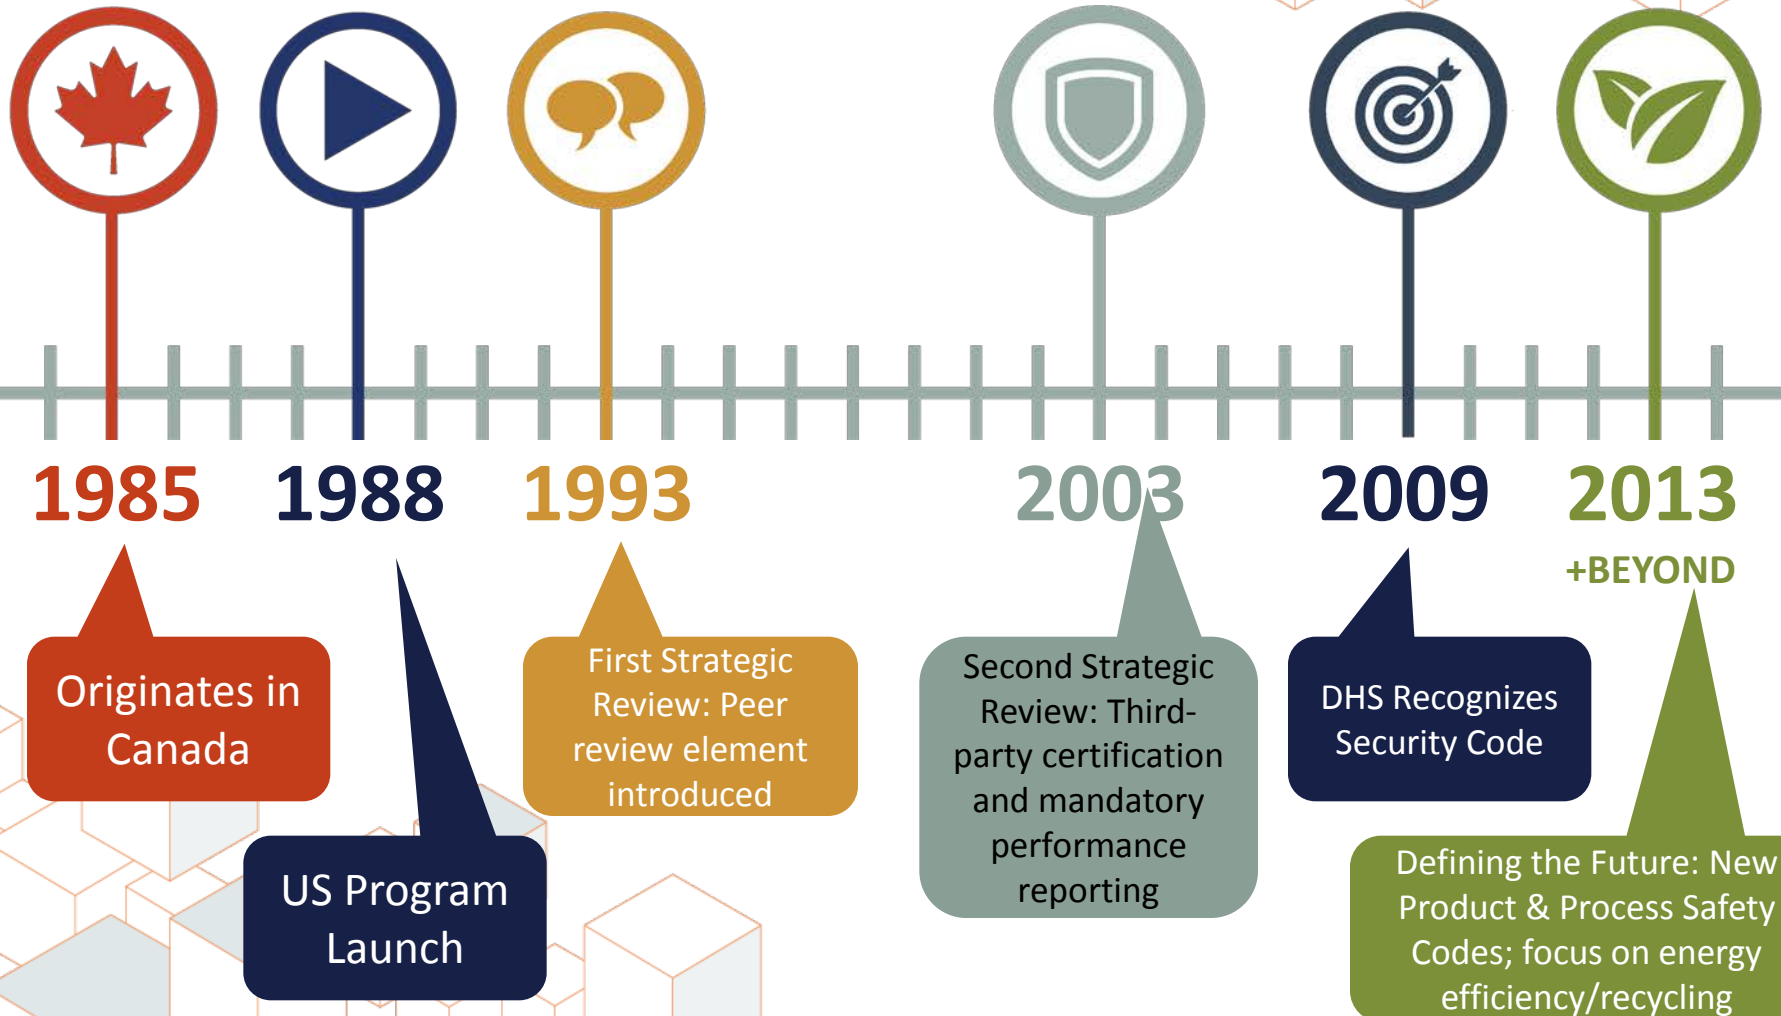 1985
1988
1993
2003
2009
2013
+BEYOND
Originates in
Canada
US Program
Launch
First Strategic
Review: Peer
review element
introduced
Second Strategic
Review: Third-
party certification
and mandatory
performance
reporting
DHS Recognizes
Security Code
Defining the Future: New
Product & Process Safety
Codes; focus on energy
efficiency/recycling